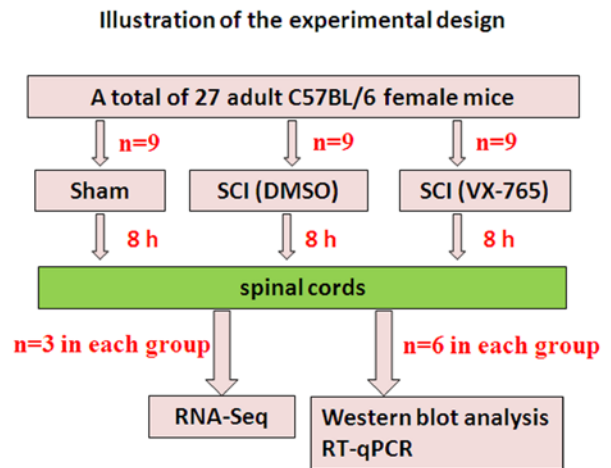 Illustration of the experimental design
A total of 27 adult C57BL/6 female mice
n=9 n=9 n=9
Sham SCI (DMSO) SCI (VX-765)
8 h 8 h 8 h
spinal cords
n=3 in each group n=6 in each group
RNA-Seq
Western blot analysis
RT-qPCR